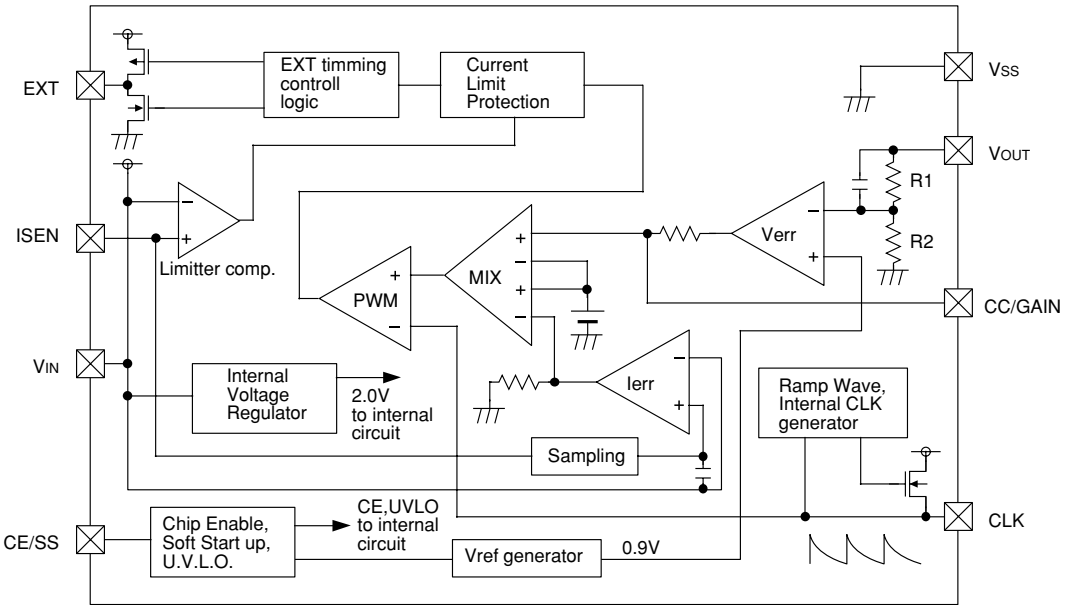 EXT
EXT timming
controll
logic
Current
Limit
Protection
VSS
VOUT
R1
R2
ISEN
−
+
Limitter comp.
PWM
+
−
MIX
+
−
+
−
Verr
−
+
CC/GAIN
VIN
Internal
Voltage
Regulator
2.0V
to internal
circuit
Ierr
−
+
Sampling
Ramp Wave,
Internal CLK
generator
CLK
CE/SS
Chip Enable,
Soft Start up,
U.V.L.O.
CE,UVLO
to internal
circuit
Vref generator
0.9V